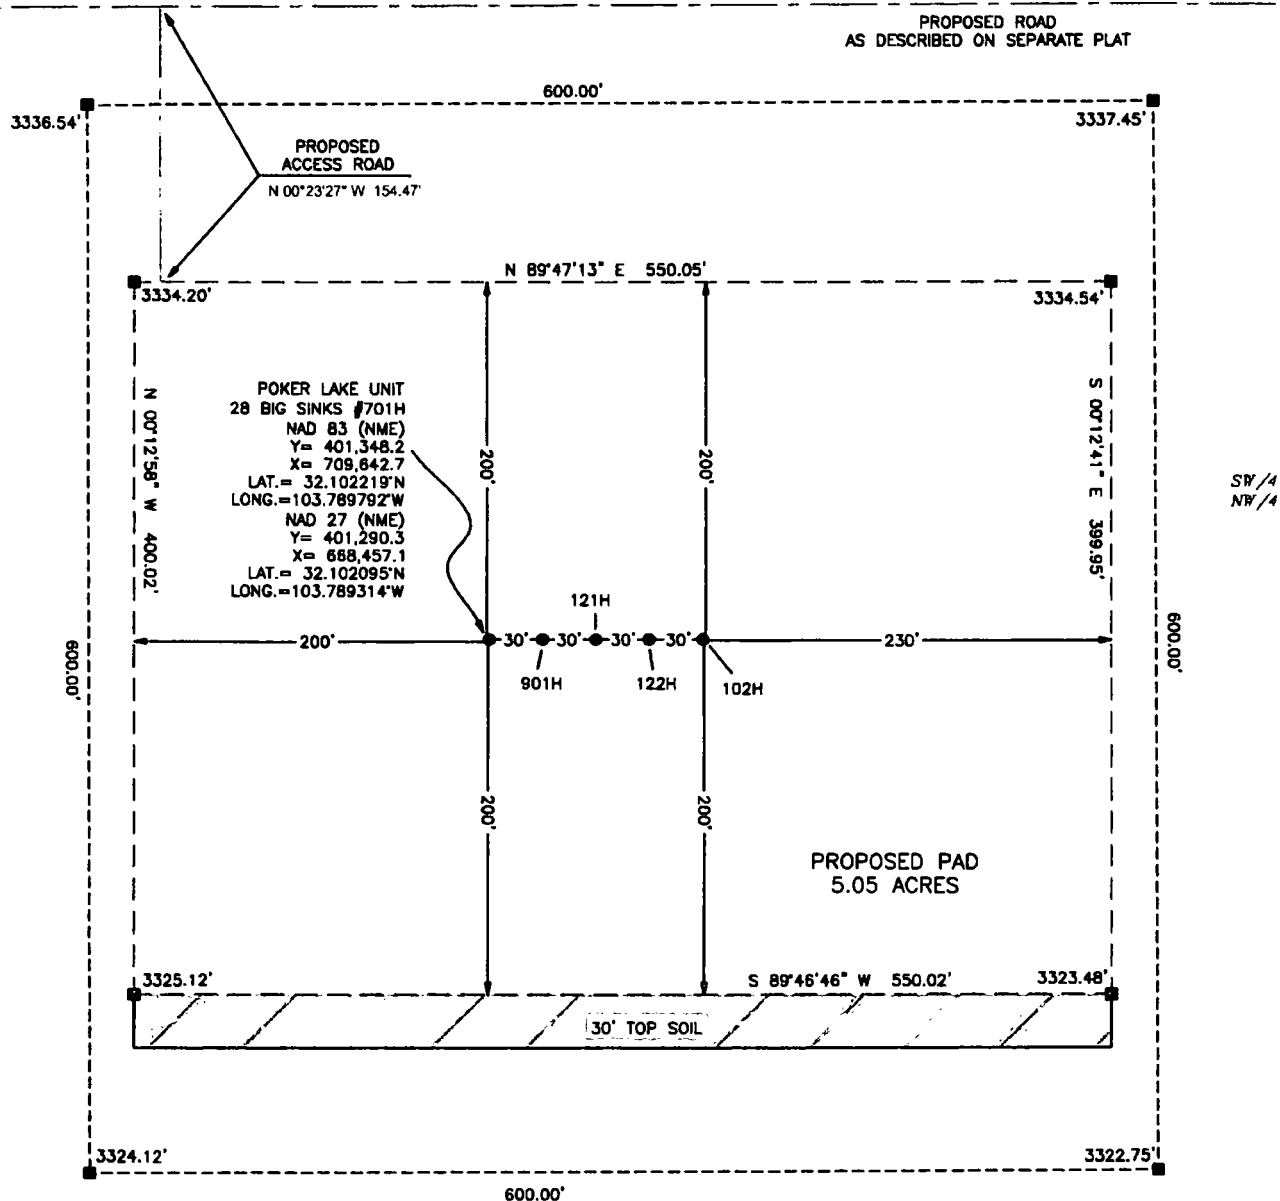 PROPOSED ROAD
AS DESCRIBED ON SEPARATE PLAT
600.00'
3336.54'
3337.45'
PROPOSED
ACCESS ROAD
N 00°23'27" W 154.47'
N 89°47'13" E 550.05'
3334.20'
3334.54'
POKER LAKE UNIT
28 BIG SINKS #701H
NAD 83 (NME)
Y= 401,348.2
X= 709,642.7
LAT.= 32.102219°N
LONG.=103.789792°W
NAD 27 (NME)
Y= 401,290.3
X= 668,457.1
LAT.= 32.102095°N
LONG.=103.789314°W
N 00°12'58" W 400.02'
S 00°12'41" E 399.95'
SW/4
NW/4
200'
200'
121H
200'
30'
30'
30'
30'
230'
901H
122H
102H
600.00'
600.00'
200'
200'
PROPOSED PAD
5.05 ACRES
3325.12'
S 89°46'46" W 550.02'
3323.48'
30' TOP SOIL
3324.12'
3322.75'
600.00'